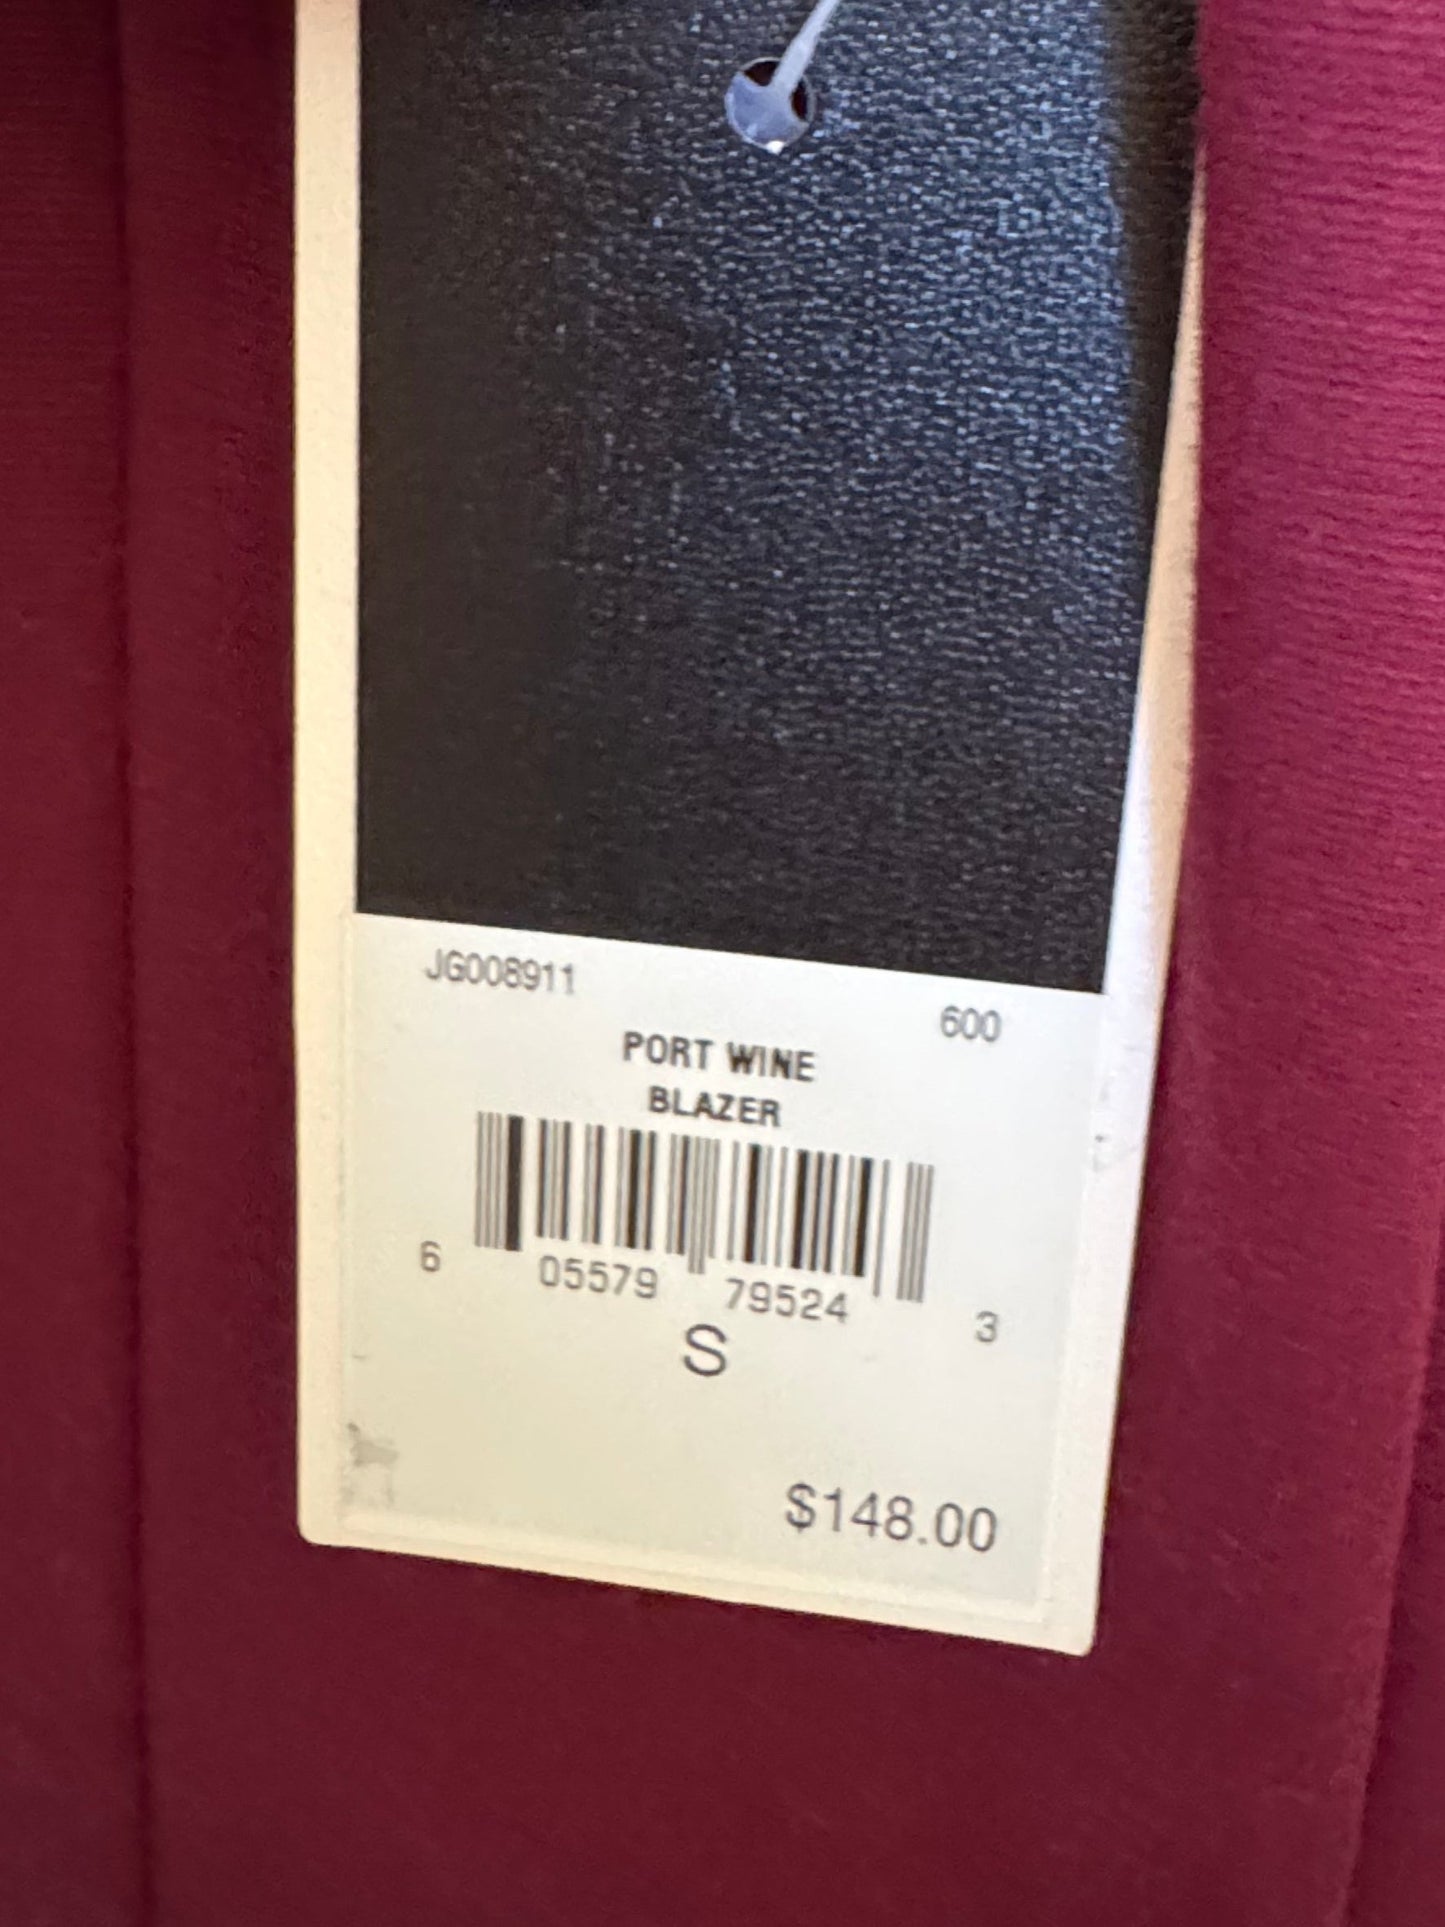 JG008911
600
PORT WINE
BLAZER
6 05579 79524 3
S
$148.00